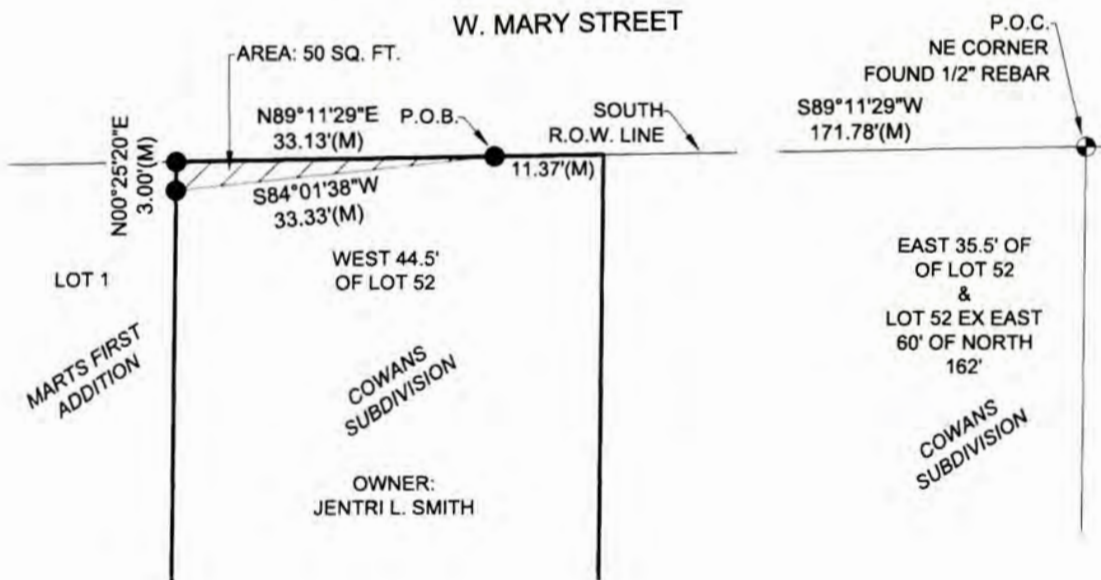 W. MARY STREET
P.O.C.
NE CORNER
FOUND 1/2" REBAR
AREA: 50 SQ. FT.
N89°11'29"E
33.13'(M)
P.O.B.
SOUTH
R.O.W. LINE
S89°11'29"W
171.78'(M)
N00°25'20"E
3.00'(M)
11.37'(M)
S84°01'38"W
33.33'(M)
LOT 1
WEST 44.5'
OF LOT 52
EAST 35.5' OF
OF LOT 52
&
LOT 52 EX EAST
60' OF NORTH
162'
MARTS FIRST
ADDITION
COWANS
SUBDIVISION
COWANS
SUBDIVISION
OWNER:
JENTRI L. SMITH